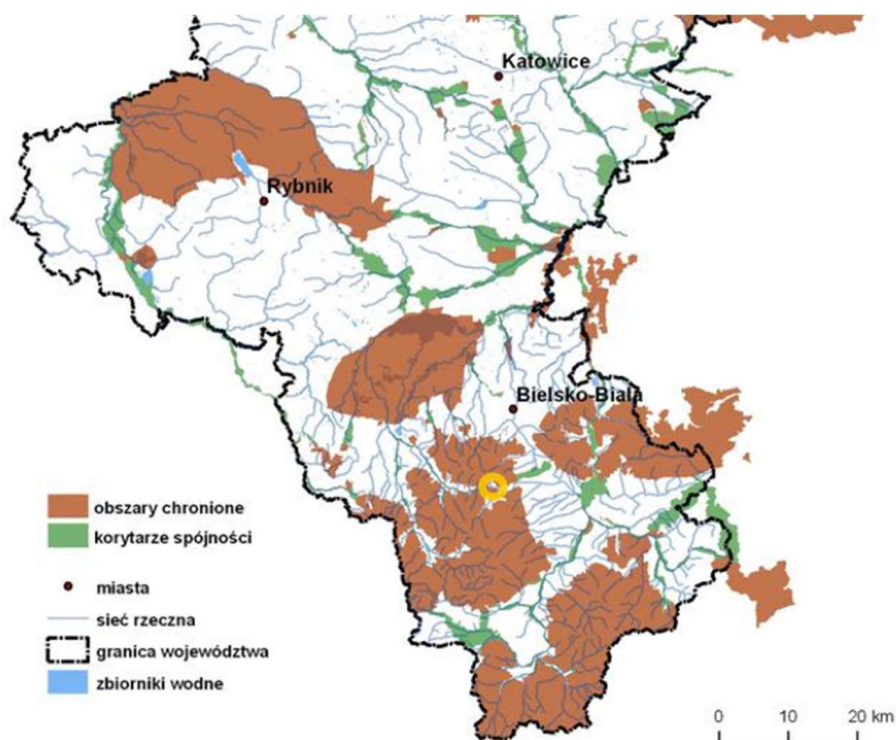 Katowice
Rybnik
Bielsko-Biała
obszary chronione
korytarze spójności
miasta
sieć rzeczna
granica województwa
zbiorniki wodne
0 10 20 km